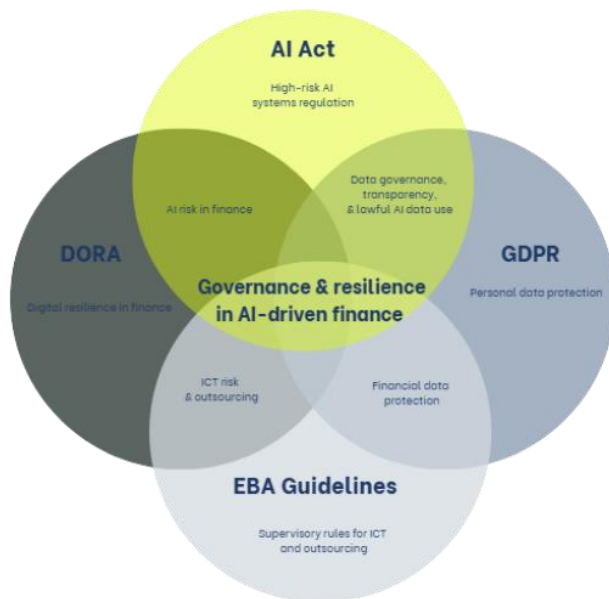 AI Act
High-risk AI
systems regulation
AI risk in finance
Data governance,
transparency,
& lawful AI data use
DORA
Digital resilience in finance
GDPR
Personal data protection
Governance & resilience
in AI-driven finance
ICT risk
& outsourcing
Financial data
protection
EBA Guidelines
Supervisory rules for ICT
and outsourcing